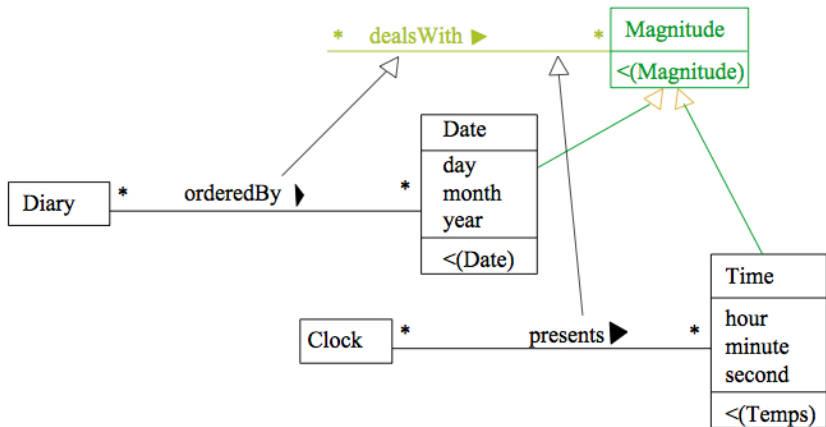 * dealsWith *
Magnitude
<(Magnitude)
Date
day
month
year
<(Date)
Diary
* orderedBy *
Time
hour
minute
second
<(Temps)
Clock
* presents *